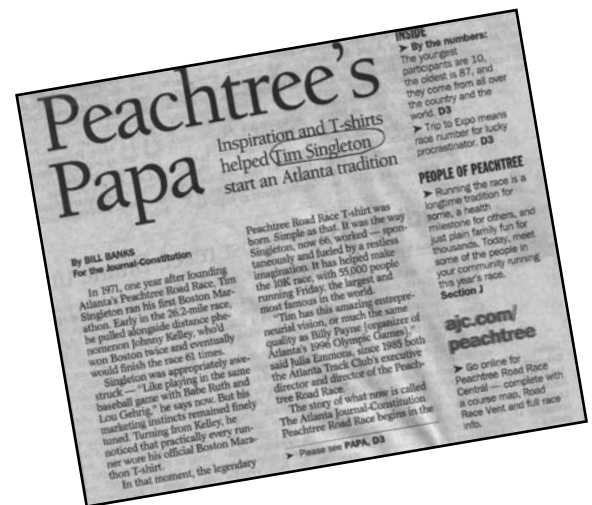 Peachtree's
Papa
Inspiration and T-shirts
helped Tim Singleton
start an Atlanta tradition
By BILL BANKS
For the Journal-Constitution
In 1971, one year after founding
Atlanta's Peachtree Road Race, Tim
Singleton ran his first Boston Mar-
athon. Early in the 26.2-mile race,
he pulled alongside distance phe-
nomenon Johnny Kelley, who'd
won Boston twice and eventually
would finish the race 61 times.
Singleton was appropriately awe-
struck — "Like playing in the same
baseball game with Babe Ruth and
Lou Gehrig," he says now. But his
marketing instincts remained finely
tuned. Turning from Kelley, he
noticed that practically every run-
ner wore his official Boston Mara-
thon T-shirt.
In that moment, the legendary
Peachtree Road Race T-shirt was
born. Simple as that. It was the way
Singleton, now 66, worked — spon-
taneously and fueled by a restless
imagination. It has helped make
the 10K race, with 55,000 people
running Friday, the largest and
most famous in the world.
"Tim has this amazing entrepre-
neurial vision, or much the same
quality as Billy Payne [organizer of
Atlanta's 1996 Olympic Games],"
said Julia Emmons, since 1985 both
the Atlanta Track Club's executive
director and director of the Peach-
tree Road Race.
The story of what now is called
The Atlanta Journal-Constitution
Peachtree Road Race begins in the
➤ Please see PAPA, D3
INSIDE
➤ By the numbers:
The youngest
participants are 10,
the oldest is 87, and
they come from all over
the country and the
world. D3
➤ Trip to Expo means
race number for lucky
procrastinator. D3
PEOPLE OF PEACHTREE
➤ Running the race is a
longtime tradition for
some, a health
milestone for others, and
just plain family fun for
thousands. Today, meet
some of the people in
your community running
this year's race.
Section J
ajc.com/
peachtree
➤ Go online for
Peachtree Road Race
Central — complete with
a course map, Road
Race Vent and full race
info.